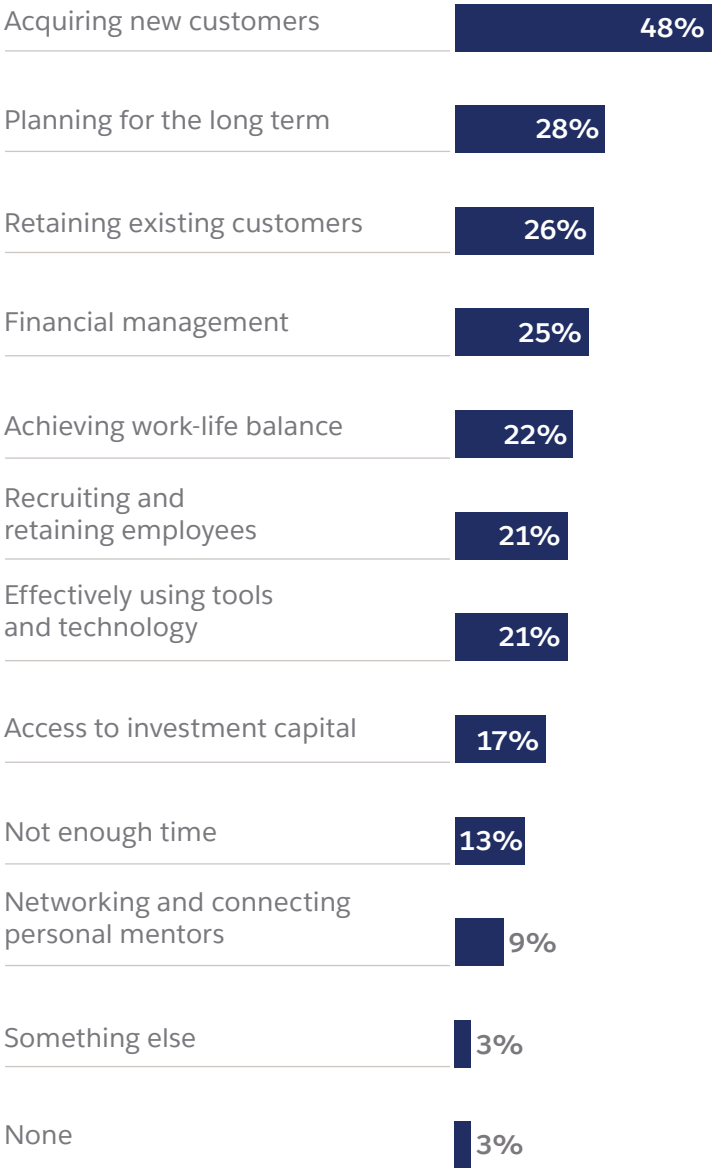 Acquiring new customers
48%
Planning for the long term
28%
Retaining existing customers
26%
Financial management
25%
Achieving work-life balance
22%
Recruiting and
retaining employees
21%
Effectively using tools
and technology
21%
Access to investment capital
17%
Not enough time
13%
Networking and connecting
personal mentors
9%
Something else
3%
None
3%